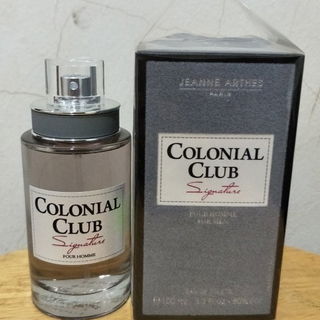 COLONIAL
CLUB
Signature
POUR HOMME
JEANNE ARTHES
PARIS
COLONIAL
CLUB
Signature
POUR HOMME
FOR MEN